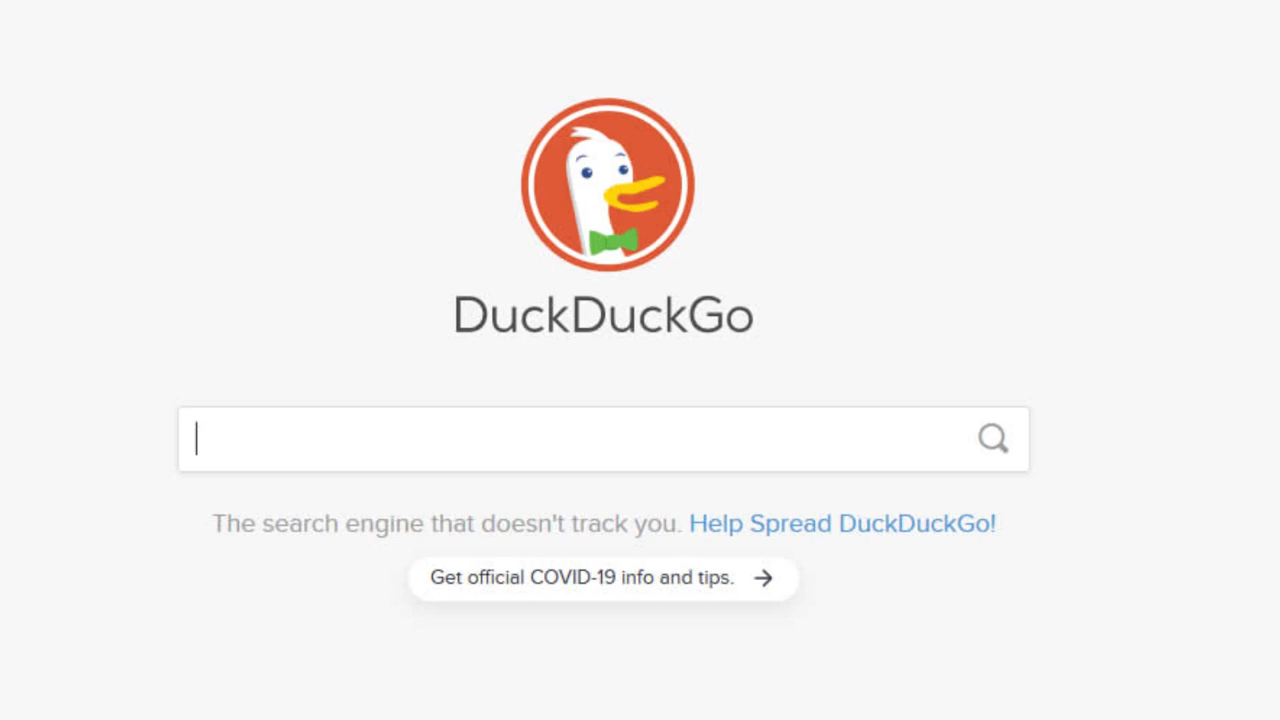 DuckDuckGo
The search engine that doesn't track you. Help Spread DuckDuckGo!
Get official COVID-19 info and tips.